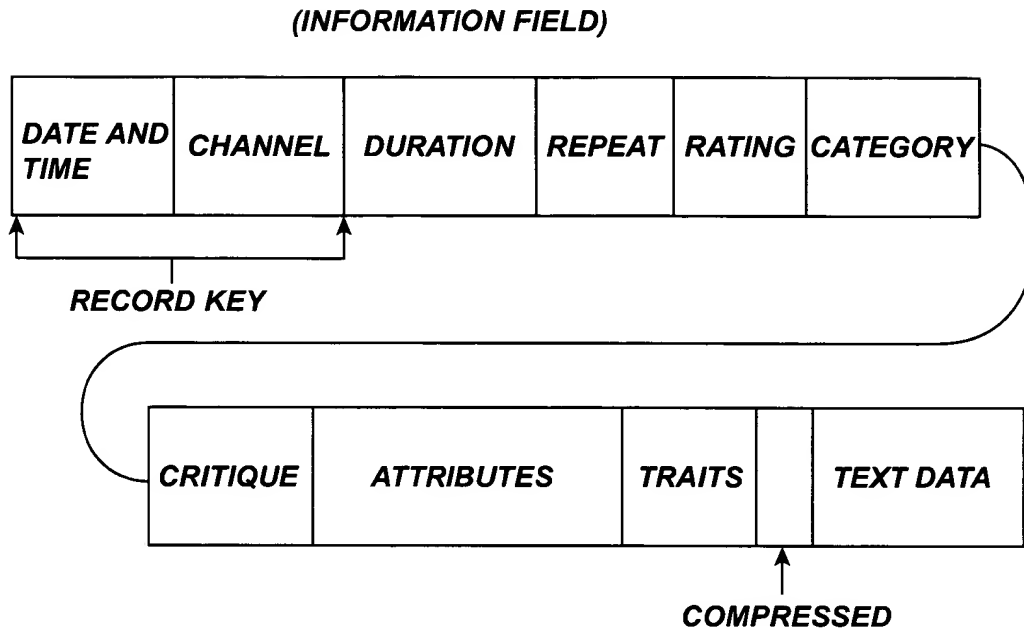 (INFORMATION FIELD)
DATE AND TIME
CHANNEL
DURATION
REPEAT
RATING
CATEGORY
RECORD KEY
CRITIQUE
ATTRIBUTES
TRAITS
TEXT DATA
COMPRESSED